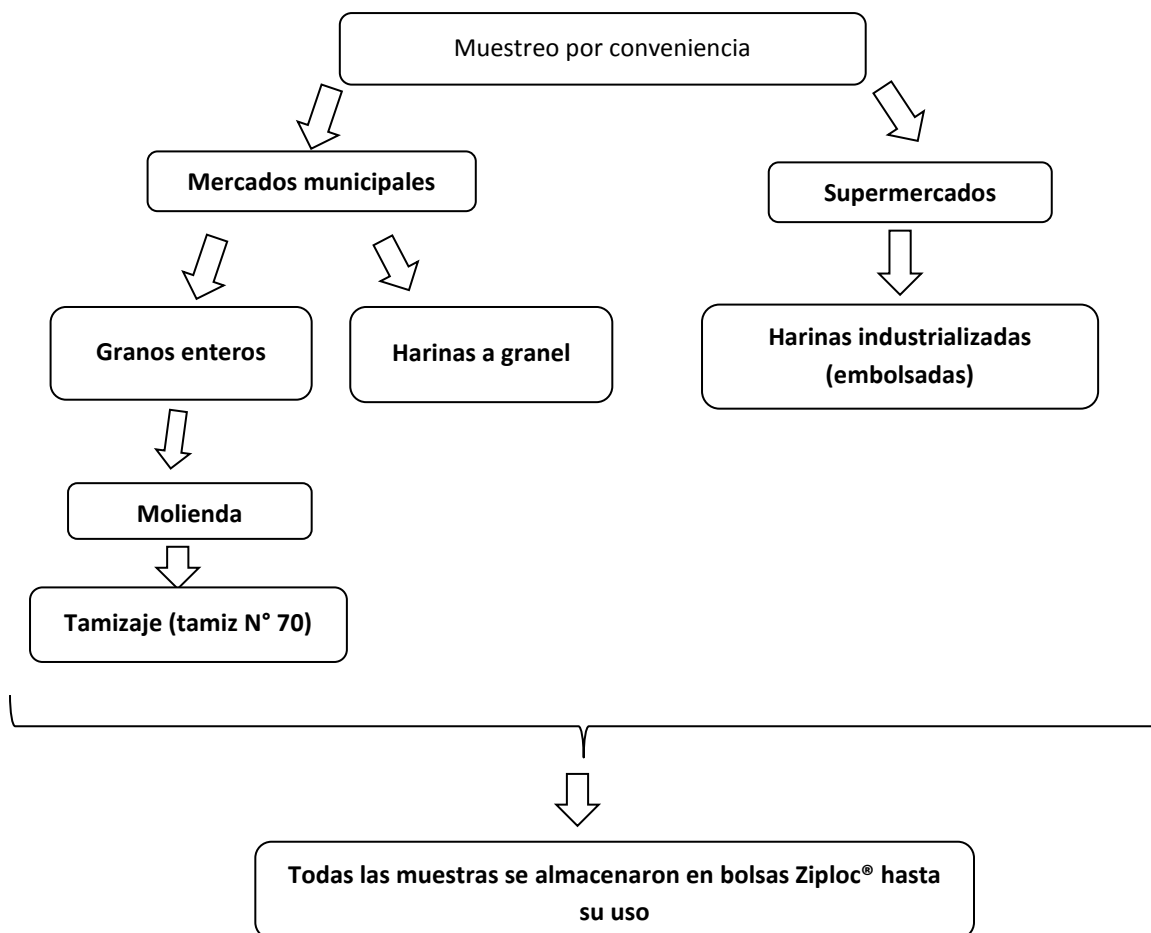 Muestreo por conveniencia
Mercados municipales
Supermercados
Granos enteros
Harinas a granel
Harinas industrializadas
(embolsadas)
Molienda
Tamizaje (tamiz N° 70)
Todas las muestras se almacenaron en bolsas Ziploc® hasta
su uso